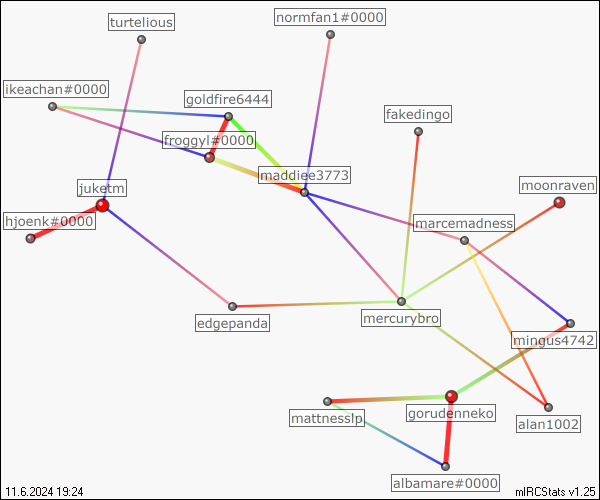 turtelious
normfan1#0000
ikeachan#0000
goldfire6444
fakedingo
froggyl#0000
maddiee3773
juketm
moonraven
hjoenk#0000
marcemadness
edgepanda
mercurybro
mingus4742
mattnesslp
gorudenneko
alan1002
albamare#0000
11.6.2024 19:24
mIRCStats v1.25